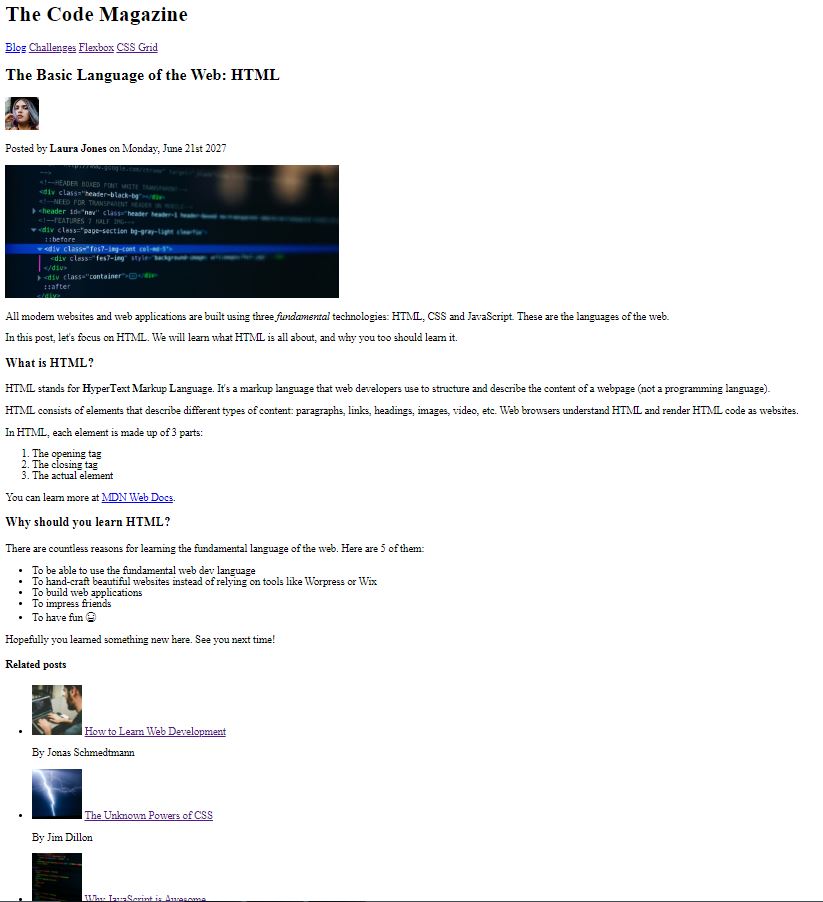 The Code Magazine
Blog Challenges Flexbox CSS Grid
The Basic Language of the Web: HTML
Posted by Laura Jones on Monday, June 21st 2027
<!--HEADER BOXED FONT WHITE TRANSPARENT-->
<div class="header-black-bg"></div>
<!--NEED FOR TRANSPARENT HEADER ON MOBILE-->
<header id="nav" class="header header-1
<!--FEATURES 7 HALF IMG-->
<div class="page-section bg-gray-light clearfix">
::before
<div class="fes7-img-cont col-md-5">
<div class="fes7-img" style="background-image:
</div>
<div class="container"></div>
::after
</div>
All modern websites and web applications are built using three fundamental technologies: HTML, CSS and JavaScript. These are the languages of the web.
In this post, let's focus on HTML. We will learn what HTML is all about, and why you too should learn it.
What is HTML?
HTML stands for HyperText Markup Language. It's a markup language that web developers use to structure and describe the content of a webpage (not a programming language).
HTML consists of elements that describe different types of content: paragraphs, links, headings, images, video, etc. Web browsers understand HTML and render HTML code as websites.
In HTML, each element is made up of 3 parts:
1. The opening tag
2. The closing tag
3. The actual element
You can learn more at MDN Web Docs.
Why should you learn HTML?
There are countless reasons for learning the fundamental language of the web. Here are 5 of them:
• To be able to use the fundamental web dev language
• To hand-craft beautiful websites instead of relying on tools like Worpress or Wix
• To build web applications
• To impress friends
• To have fun 😃
Hopefully you learned something new here. See you next time!
Related posts
• How to Learn Web Development
By Jonas Schmedtmann
• The Unknown Powers of CSS
By Jim Dillon
• Why JavaScript is Awesome